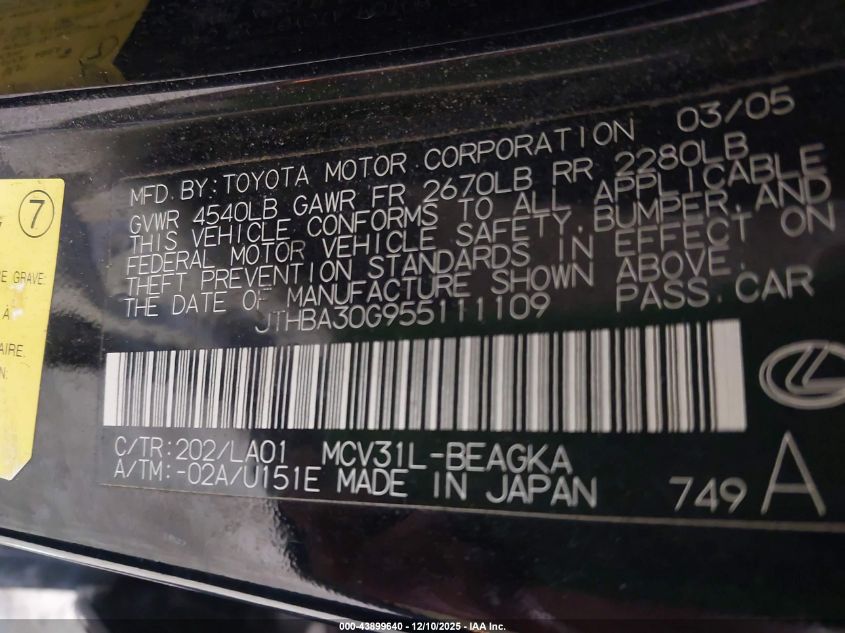 7
RE GRAVE:
A
AIRE.
N:
MFD. BY: TOYOTA MOTOR CORPORATION 03/05
GVWR 4540LB GAWR FR 2670LB RR 2280LB
THIS VEHICLE CONFORMS TO ALL APPLICABLE
FEDERAL MOTOR VEHICLE SAFETY, BUMPER, AND
THEFT PREVENTION STANDARDS IN EFFECT ON
THE DATE OF MANUFACTURE SHOWN ABOVE.
JTHBA30G955111109 PASS. CAR
C/TR: 202/LA01 MCV31L-BEAGKA
A/TM: -02A/U151E MADE IN JAPAN
749 A
000-43899640 - 12/10/2025 - IAA Inc.